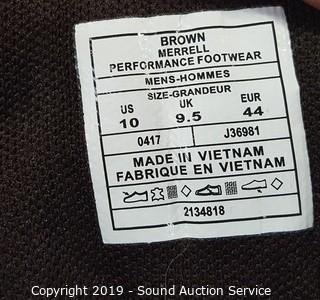 BROWN
MERRELL
PERFORMANCE FOOTWEAR
MENS-HOMMES
SIZE-GRANDEUR
US UK EUR
10 9.5 44
0417 J36981
MADE IN VIETNAM
FABRIQUE EN VIETNAM
2134818
Copyright 2019 - Sound Auction Service